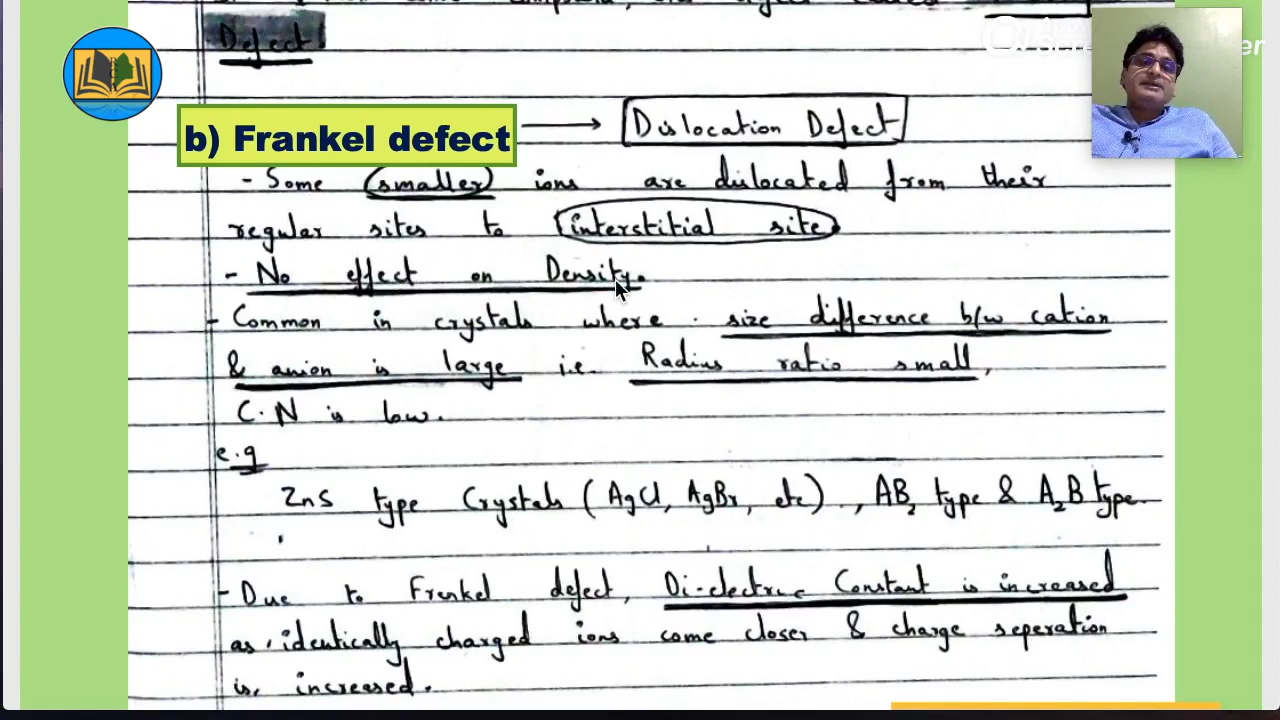 Defect
b) Frankel defect → Dislocation Defect
- Some (smaller) ions are dislocated from their
regular sites to interstitial site
- No effect on Density.
- Common in crystals where size difference b/w cation
& anion is large i.e. Radius ratio small,
C.N is low.
e.g
ZnS type Crystals (AgCl, AgBr, etc)., AB₂ type & A₂B type.
- Due to Frenkel defect, Di-electric Constant is increased
as, identically charged ions come closer & charge seperation
is, increased.